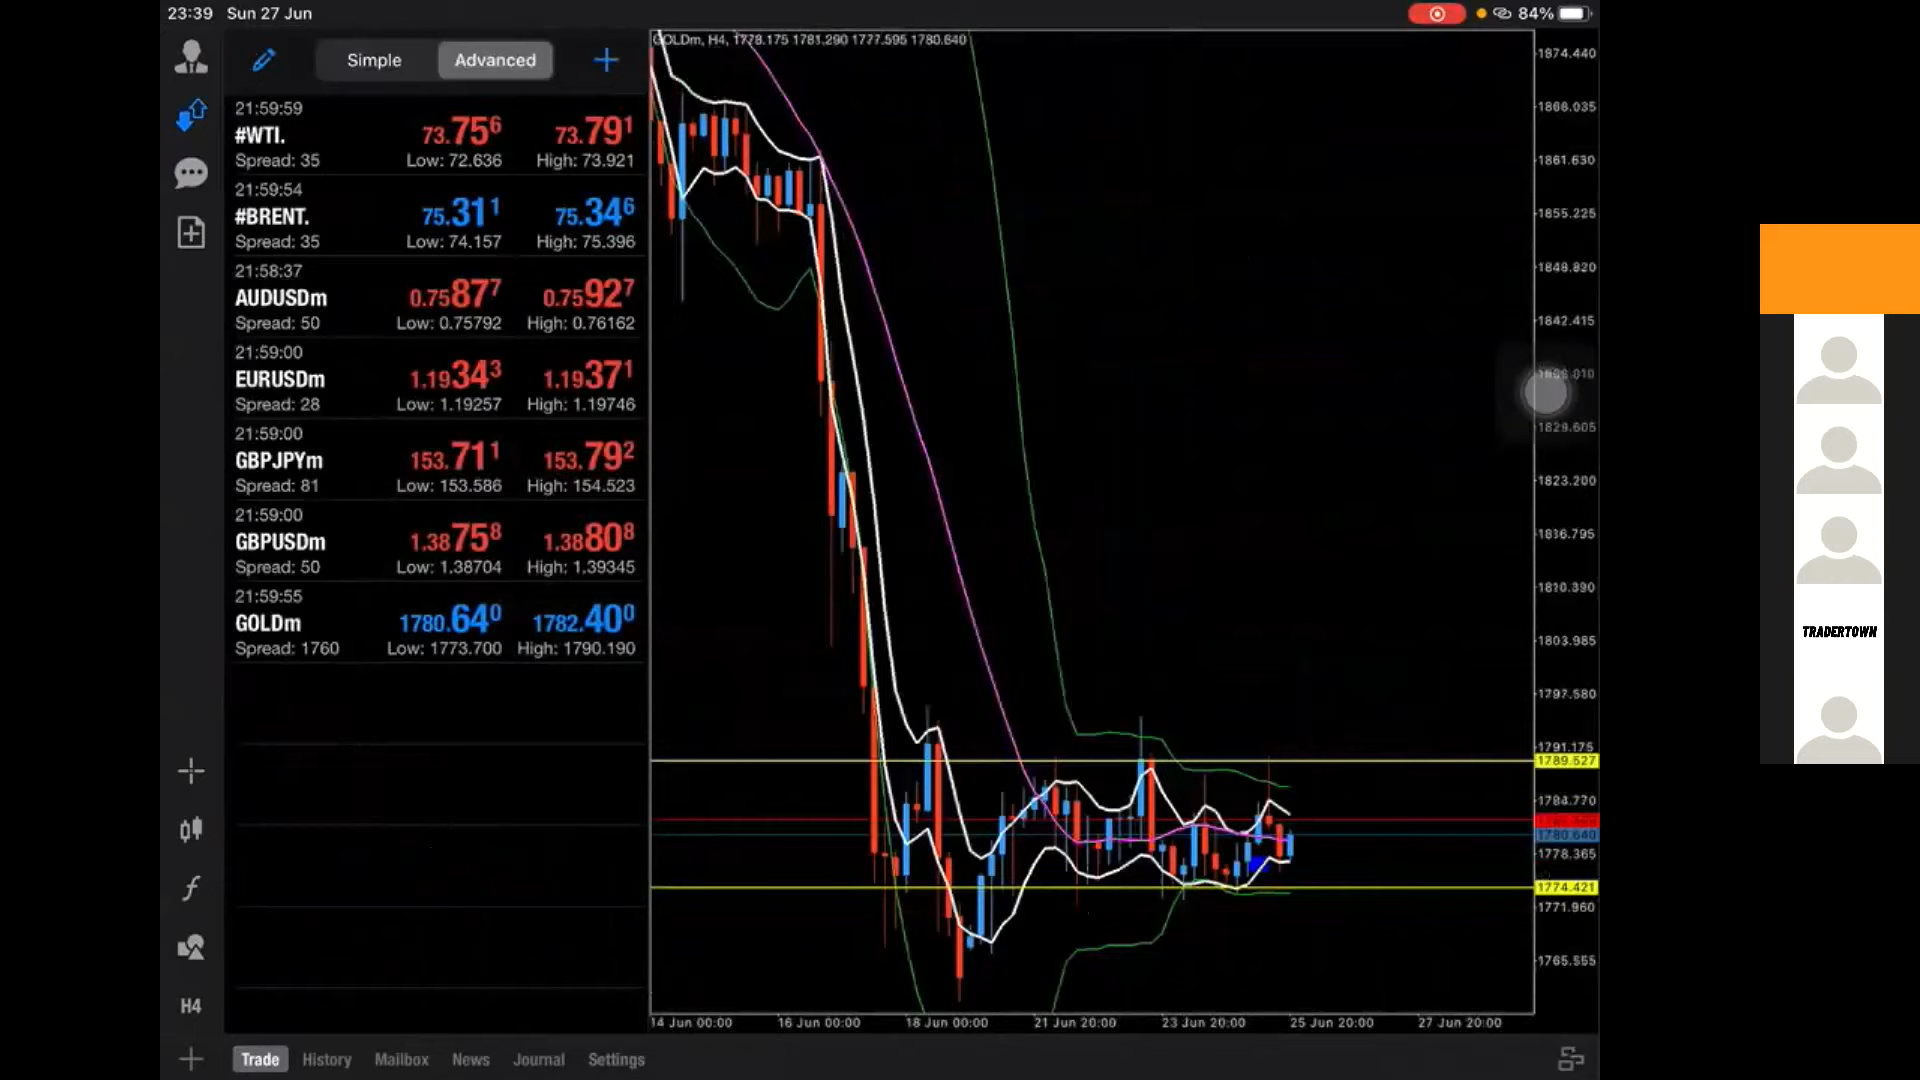 23:39 Sun 27 Jun
84%
Simple
Advanced
21:59:59
#WTI.
73.756
73.791
Spread: 35
Low: 72.636
High: 73.921
21:59:54
#BRENT.
75.311
75.346
Spread: 35
Low: 74.157
High: 75.396
21:58:37
AUDUSDm
0.75877
0.75927
Spread: 50
Low: 0.75792
High: 0.76162
21:59:00
EURUSDm
1.19343
1.19371
Spread: 28
Low: 1.19257
High: 1.19746
21:59:00
GBPJPYm
153.711
153.792
Spread: 81
Low: 153.586
High: 154.523
21:59:00
GBPUSDm
1.38758
1.38808
Spread: 50
Low: 1.38704
High: 1.39345
21:59:55
GOLDm
1780.640
1782.400
Spread: 1760
Low: 1773.700
High: 1790.190
H4
Trade
History
Mailbox
News
Journal
Settings
GOLDm, H4, 1778.175 1781.290 1777.595 1780.640
1874.440
1861.630
1855.225
1848.820
1842.415
1829.605
1823.200
1816.795
1810.390
1803.985
1797.580
1791.175
1789.527
1784.770
1780.640
1778.365
1774.421
1771.960
1765.555
14 Jun 00:00
16 Jun 00:00
18 Jun 00:00
21 Jun 20:00
23 Jun 20:00
25 Jun 20:00
27 Jun 20:00
TRADERTOWN